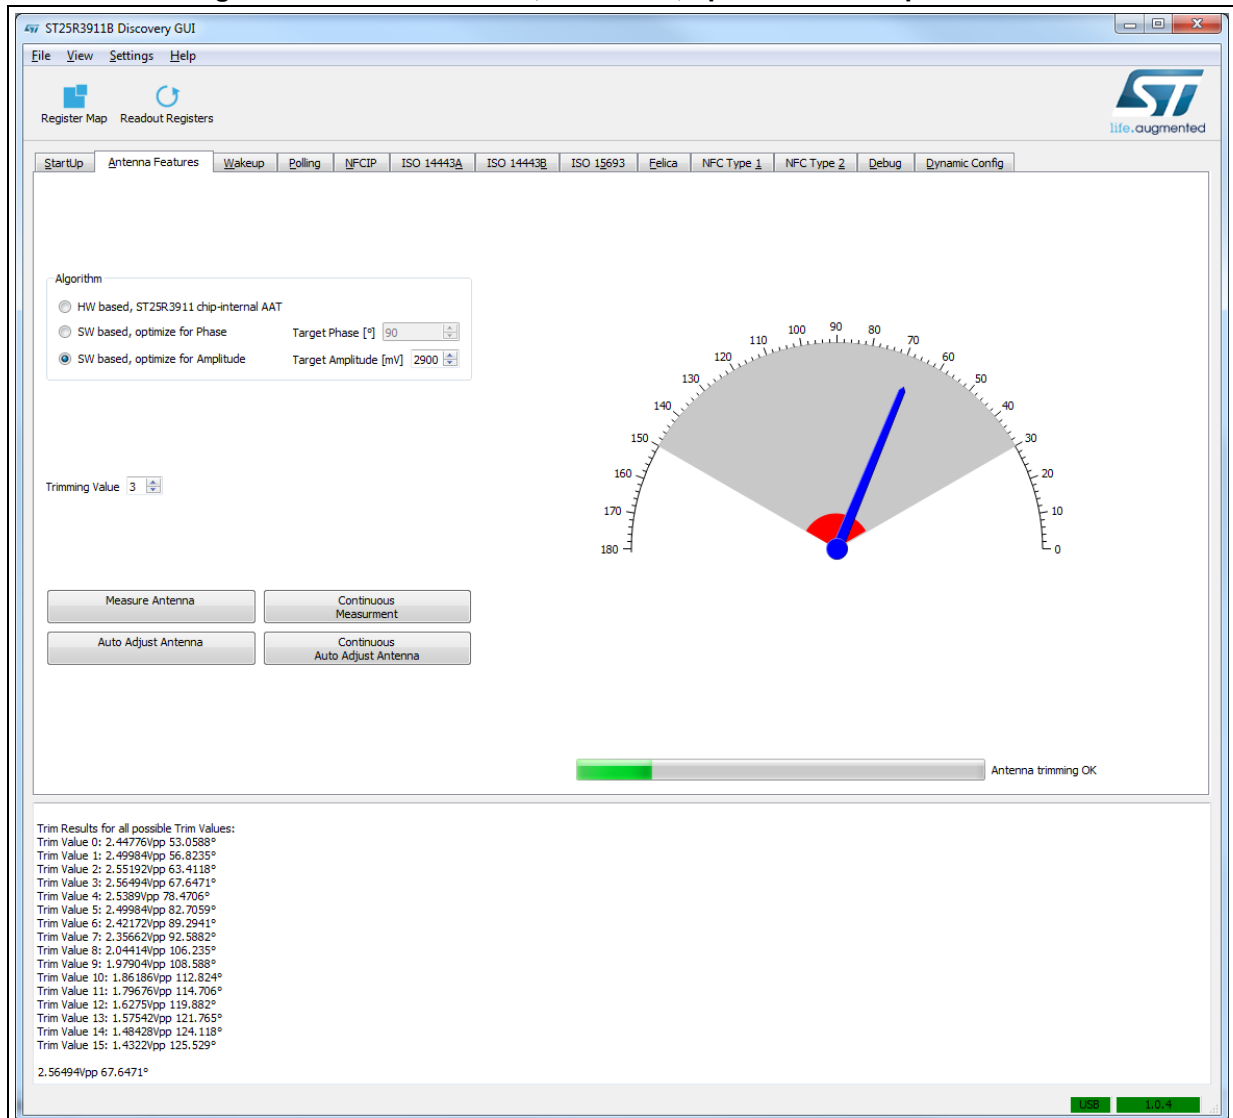 ST25R3911B Discovery GUI
File View Settings Help
Register Map Readout Registers
ST
life.augmented
StartUp Antenna Features Wakeup Polling NFCIP ISO 14443A ISO 14443B ISO 15693 Felica NFC Type 1 NFC Type 2 Debug Dynamic Config
Algorithm
HW based, ST25R3911 chip-internal AAT
SW based, optimize for Phase Target Phase [°] 90
SW based, optimize for Amplitude Target Amplitude [mV] 2900
Trimming Value 3
Measure Antenna
Continuous
Measurment
Auto Adjust Antenna
Continuous
Auto Adjust Antenna
180
170
160
150
140
130
120
110
100
90
80
70
60
50
40
30
20
10
0
Antenna trimming OK
Trim Results for all possible Trim Values:
Trim Value 0: 2.44776Vpp 53.0588°
Trim Value 1: 2.49984Vpp 56.8235°
Trim Value 2: 2.55192Vpp 63.4118°
Trim Value 3: 2.56494Vpp 67.6471°
Trim Value 4: 2.5389Vpp 78.4706°
Trim Value 5: 2.49984Vpp 82.7059°
Trim Value 6: 2.42172Vpp 89.2941°
Trim Value 7: 2.35662Vpp 92.5882°
Trim Value 8: 2.04414Vpp 106.235°
Trim Value 9: 1.97904Vpp 108.588°
Trim Value 10: 1.86186Vpp 112.824°
Trim Value 11: 1.79676Vpp 114.706°
Trim Value 12: 1.6275Vpp 119.882°
Trim Value 13: 1.57542Vpp 121.765°
Trim Value 14: 1.48428Vpp 124.118°
Trim Value 15: 1.4322Vpp 125.529°
2.56494Vpp 67.6471°
USB 1.0.4